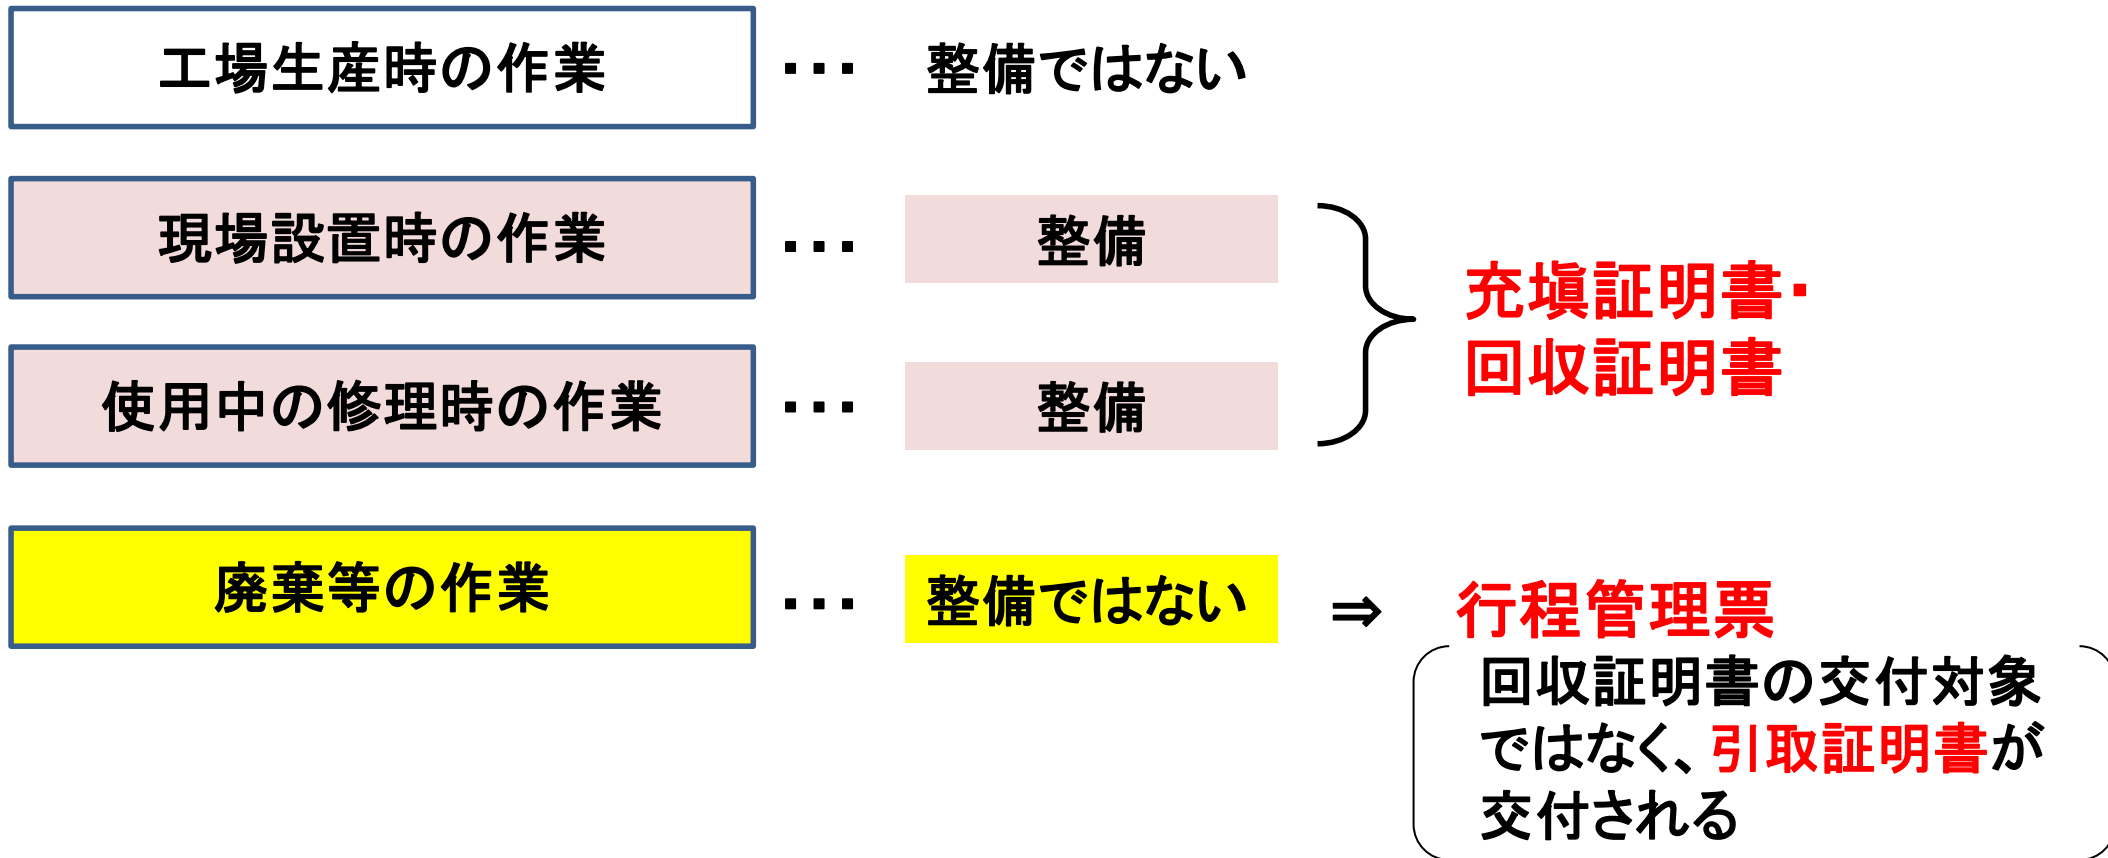 工場生産時の作業 ・・・ 整備ではない
現場設置時の作業 ・・・ 整備
充塡証明書・
回収証明書
使用中の修理時の作業 ・・・ 整備
廃棄等の作業 ・・・ 整備ではない ⇒ 行程管理票
回収証明書の交付対象
ではなく、引取証明書が
交付される